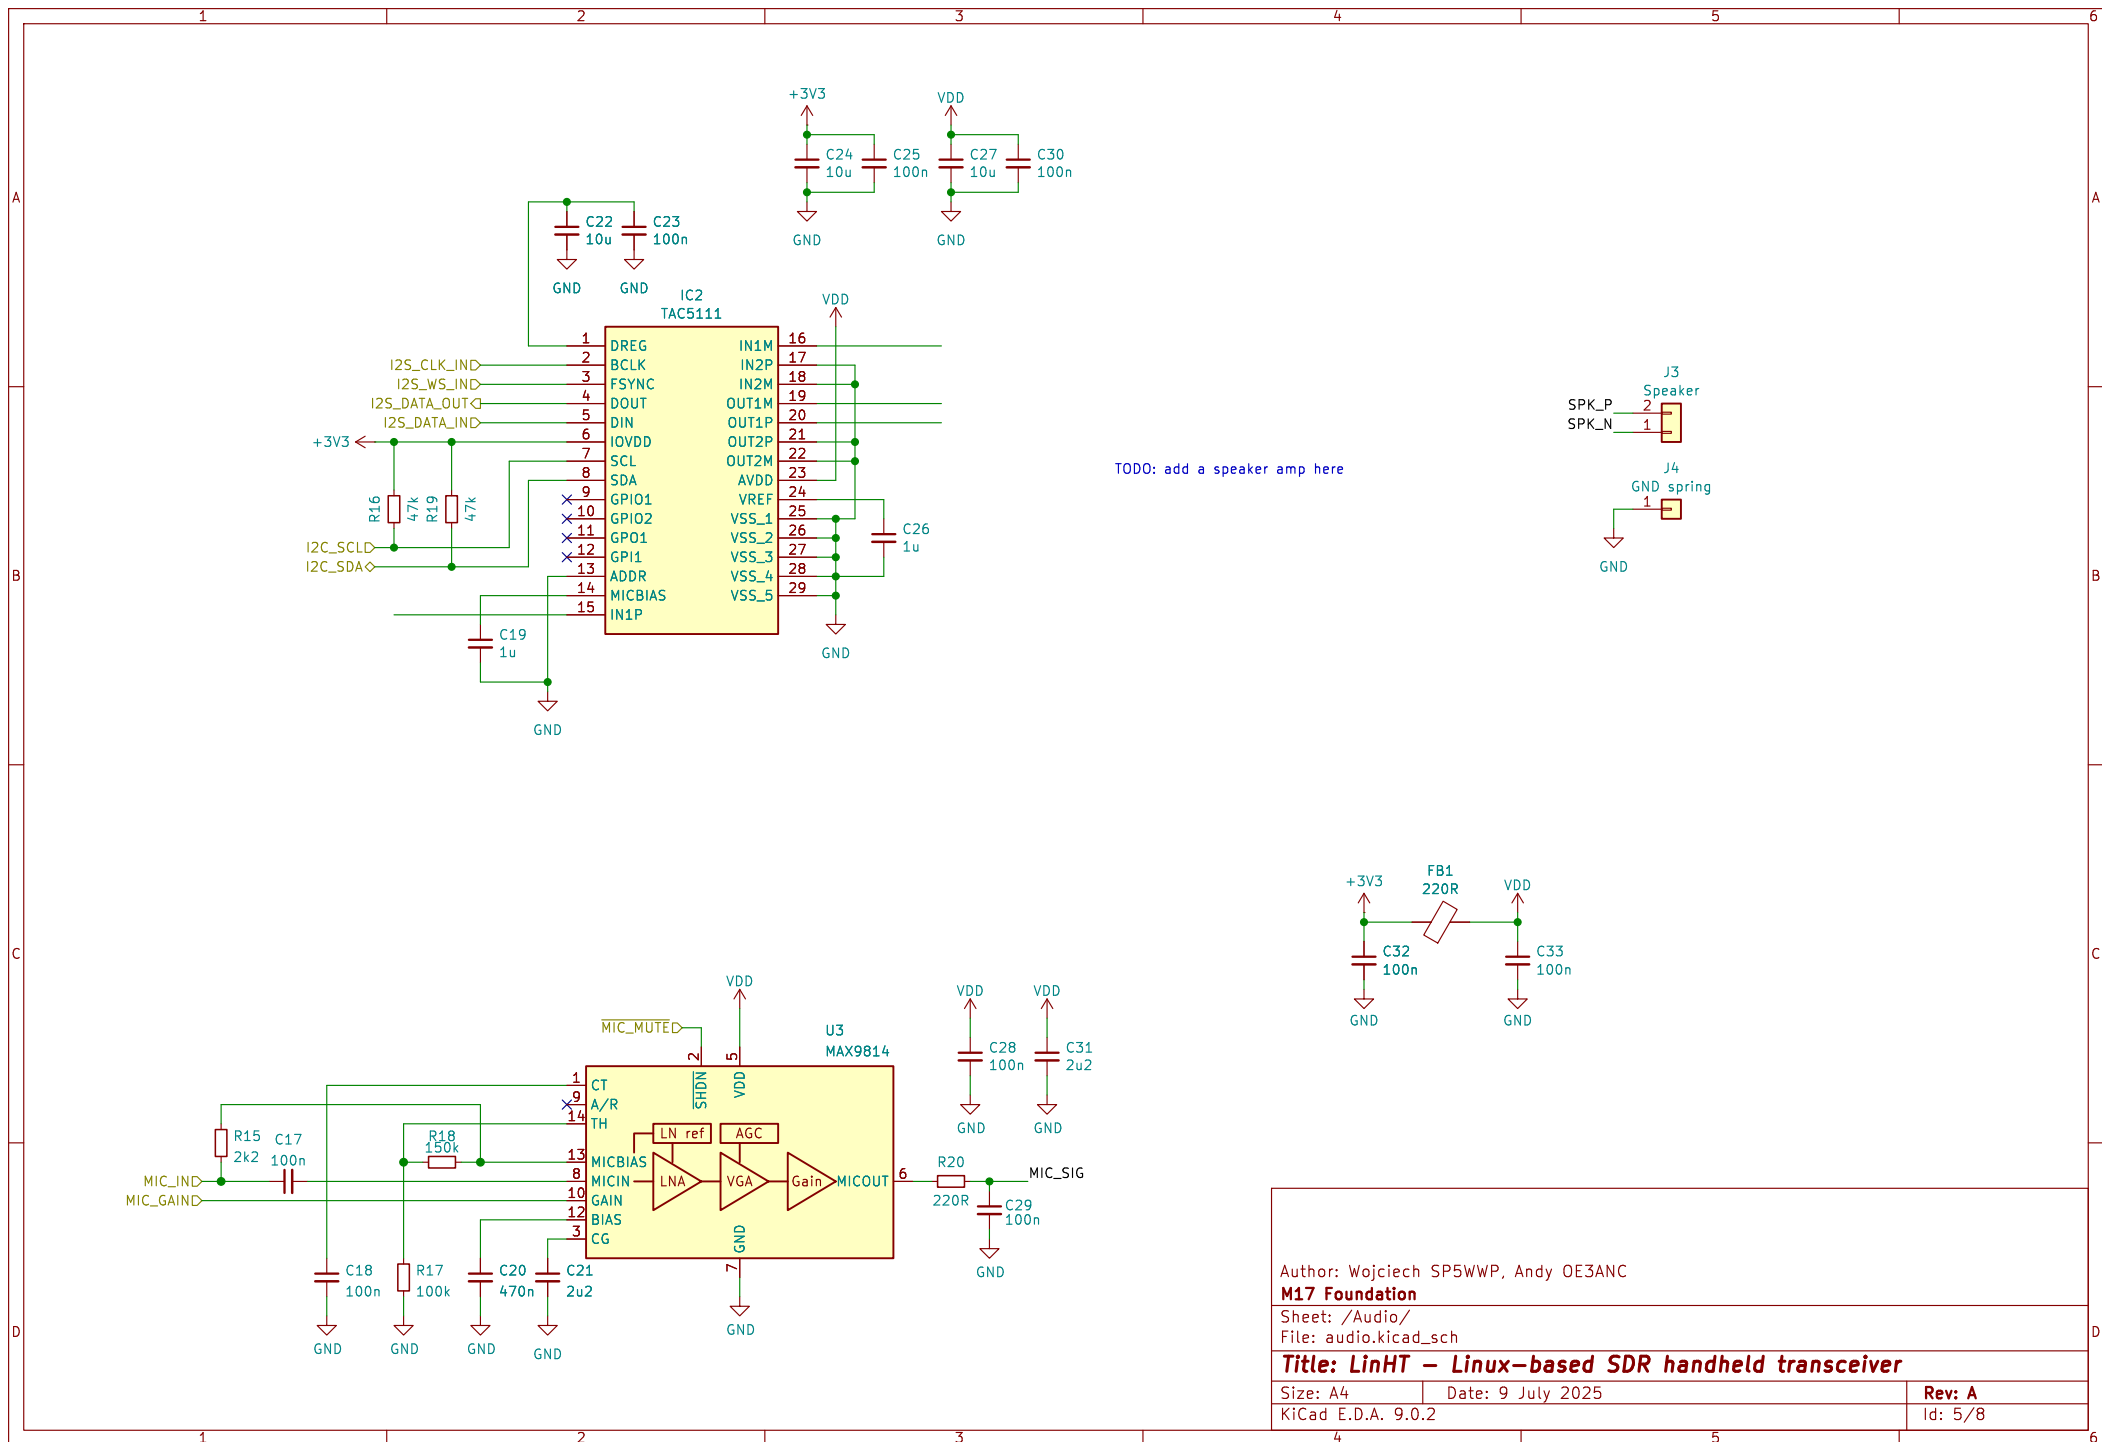 1 2 3 4 5 6
A
B
C
D
A
B
C
D
+3V3
C24
10u
C25
100n
GND
VDD
C27
10u
C30
100n
GND
C22
10u
C23
100n
GND
GND
IC2
TAC5111
VDD
1 DREG
2 BCLK
3 FSYNC
4 DOUT
5 DIN
6 IOVDD
7 SCL
8 SDA
9 GPIO1
10 GPIO2
11 GPO1
12 GPI1
13 ADDR
14 MICBIAS
15 IN1P
IN1M 16
IN2P 17
IN2M 18
OUT1M 19
OUT1P 20
OUT2P 21
OUT2M 22
AVDD 23
VREF 24
VSS_1 25
VSS_2 26
VSS_3 27
VSS_4 28
VSS_5 29
I2S_CLK_IN
I2S_WS_IN
I2S_DATA_OUT
I2S_DATA_IN
+3V3
R16
47k
R19
47k
I2C_SCL
I2C_SDA
C19
1u
GND
C26
1u
GND
TODO: add a speaker amp here
J3
Speaker
SPK_P 2
SPK_N 1
J4
GND spring
1
GND
+3V3
FB1
220R
VDD
C32
100n
C33
100n
GND
GND
VDD
MIC_MUTE
U3
MAX9814
2
5
SHDN
VDD
1 CT
9 A/R
14 TH
13 MICBIAS
8 MICIN
10 GAIN
12 BIAS
3 CG
LN ref
AGC
LNA
VGA
Gain
MICOUT 6
GND
7
GND
R15
2k2
C17
100n
R18
150k
MIC_IN
MIC_GAIN
C18
100n
R17
100k
C20
470n
C21
2u2
GND
GND
GND
GND
VDD
C28
100n
GND
VDD
C31
2u2
GND
R20
220R
MIC_SIG
C29
100n
GND
Author: Wojciech SP5WWP, Andy OE3ANC
M17 Foundation
Sheet: /Audio/
File: audio.kicad_sch
Title: LinHT – Linux–based SDR handheld transceiver
Size: A4
Date: 9 July 2025
Rev: A
KiCad E.D.A. 9.0.2
Id: 5/8
1 2 3 4 5 6